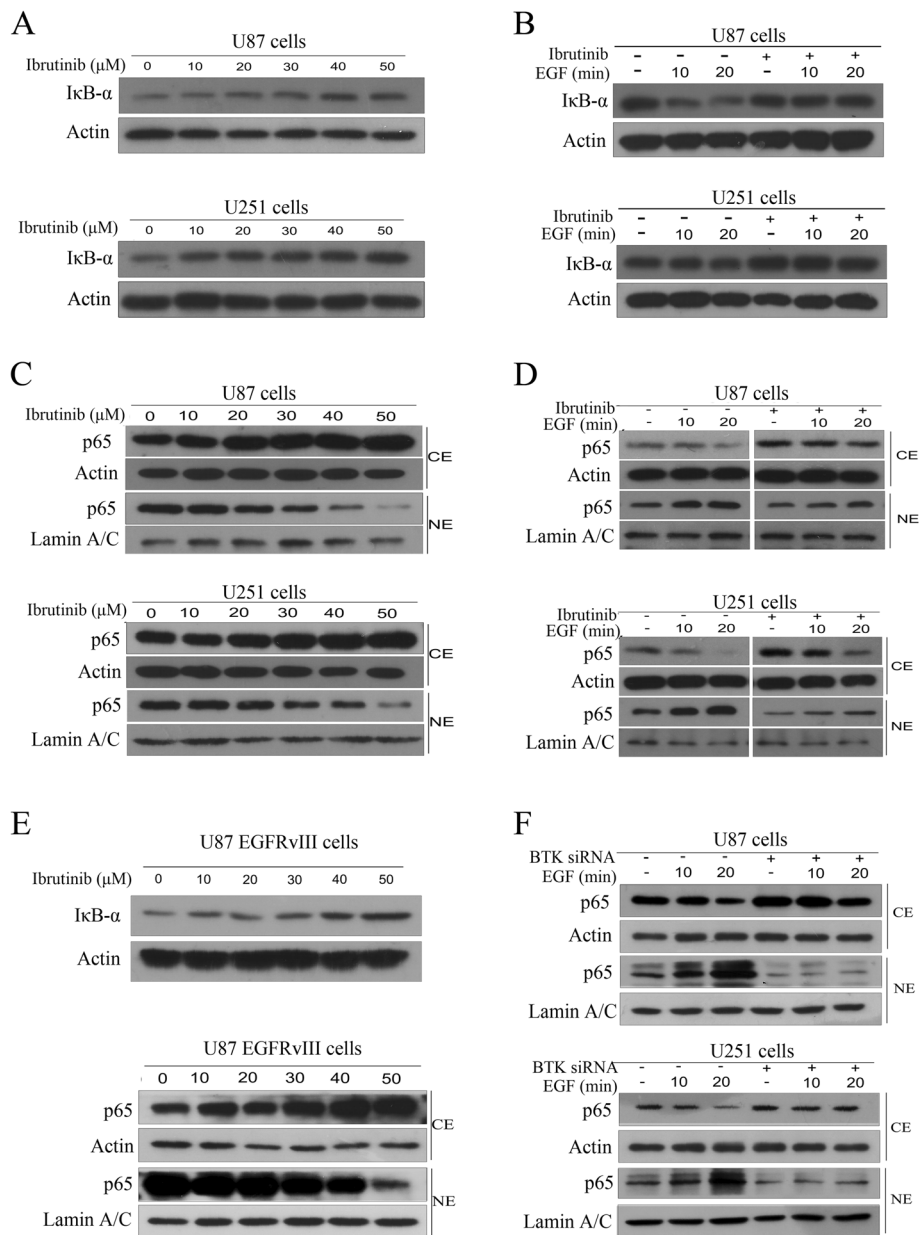 A
U87 cells
Ibrutinib (µM) 0 10 20 30 40 50
IκB-α
Actin
U251 cells
Ibrutinib (µM) 0 10 20 30 40 50
IκB-α
Actin
B
U87 cells
Ibrutinib - - - + + +
EGF (min) - 10 20 - 10 20
IκB-α
Actin
U251 cells
Ibrutinib - - - + + +
EGF (min) - 10 20 - 10 20
IκB-α
Actin
C
U87 cells
Ibrutinib (µM) 0 10 20 30 40 50
p65
Actin
CE
p65
Lamin A/C
NE
U251 cells
Ibrutinib (µM) 0 10 20 30 40 50
p65
Actin
CE
p65
Lamin A/C
NE
D
U87 cells
Ibrutinib - - - + + +
EGF (min) - 10 20 - 10 20
p65
Actin
CE
p65
Lamin A/C
NE
U251 cells
Ibrutinib - - - + + +
EGF (min) - 10 20 - 10 20
p65
Actin
CE
p65
Lamin A/C
NE
E
U87 EGFRvIII cells
Ibrutinib (µM) 0 10 20 30 40 50
IκB-α
Actin
U87 EGFRvIII cells
0 10 20 30 40 50
p65
Actin
CE
p65
Lamin A/C
NE
F
U87 cells
BTK siRNA - - - + + +
EGF (min) - 10 20 - 10 20
p65
Actin
CE
p65
Lamin A/C
NE
U251 cells
BTK siRNA - - - + + +
EGF (min) - 10 20 - 10 20
p65
Actin
CE
p65
Lamin A/C
NE